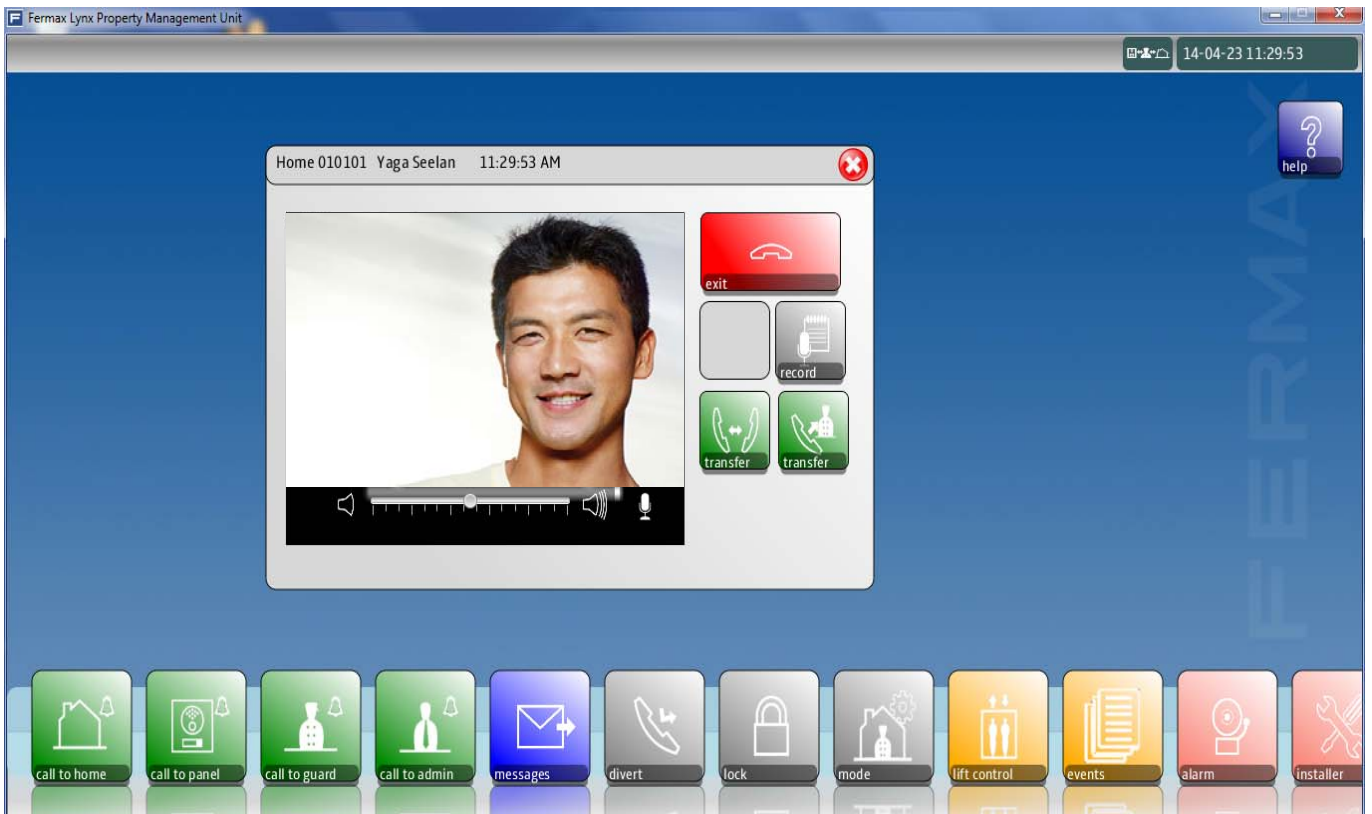 Fermax Lynx Property Management Unit
14-04-23 11:29:53
help
Home 010101 Yaga Seelan 11:29:53 AM
exit
record
transfer transfer
FERMAX
call to home call to panel call to guard call to admin messages divert lock mode lift control events alarm installer